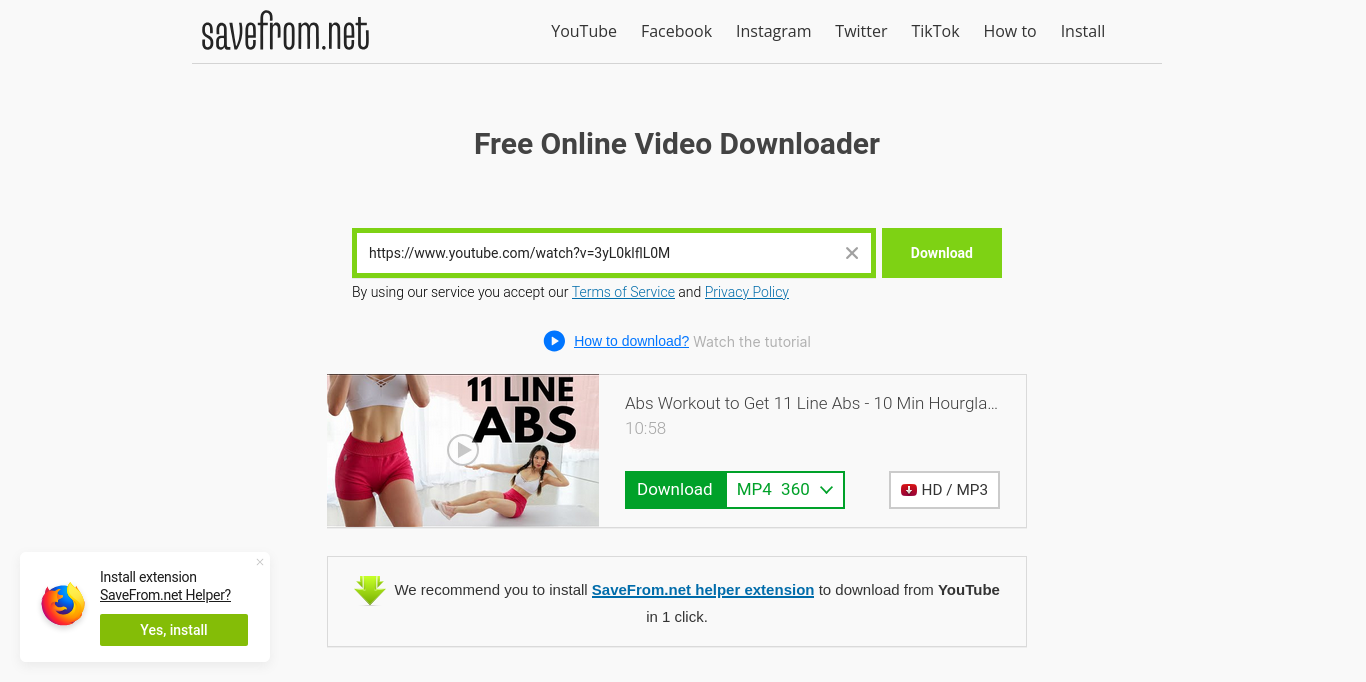 savefrom.net
YouTube Facebook Instagram Twitter TikTok How to Install
Free Online Video Downloader
https://www.youtube.com/watch?v=3yL0klflL0M
Download
By using our service you accept our Terms of Service and Privacy Policy
How to download? Watch the tutorial
11 LINE
ABS
Abs Workout to Get 11 Line Abs - 10 Min Hourgla...
10:58
Download MP4 360
HD / MP3
We recommend you to install SaveFrom.net helper extension to download from YouTube
in 1 click.
Install extension
SaveFrom.net Helper?
Yes, install